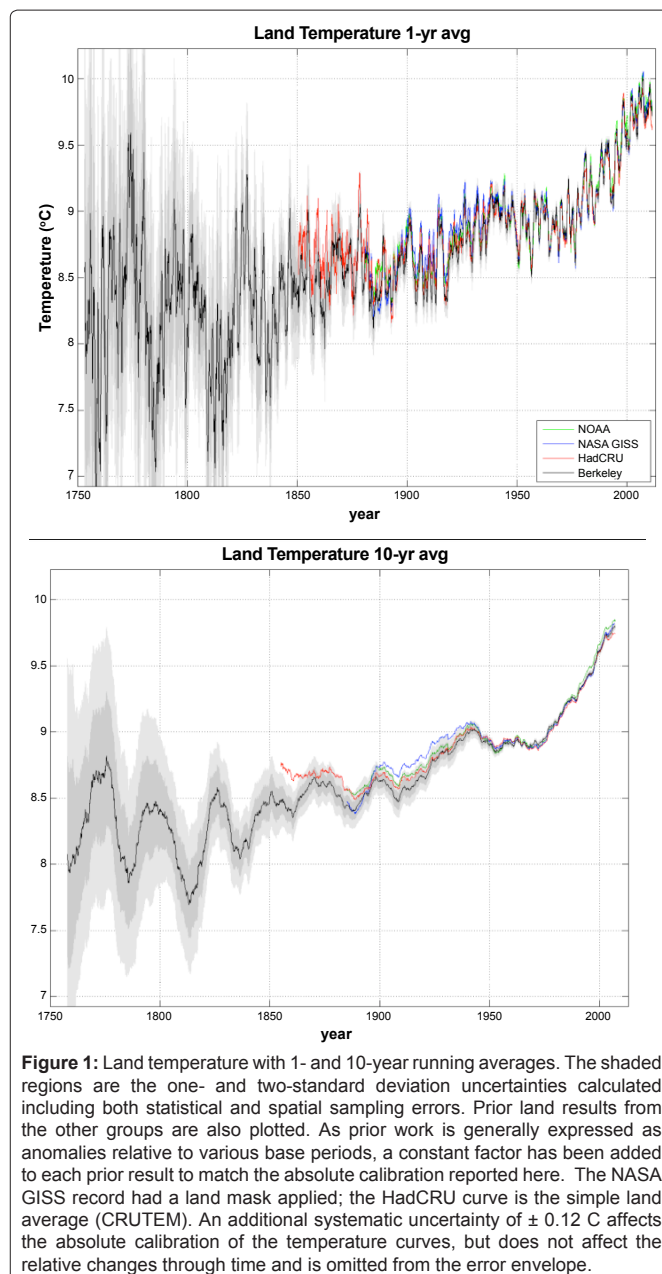 Land Temperature 1-yr avg
10
9.5
9
8.5
8
7.5
7
Tempereture (ºC)
1750
1800
1850
1900
1950
2000
year
NOAA
NASA GISS
HadCRU
Berkeley
Land Temperature 10-yr avg
10
9.5
9
8.5
8
7.5
7
1750
1800
1850
1900
1950
2000
year
Figure 1: Land temperature with 1- and 10-year running averages. The shaded
regions are the one- and two-standard deviation uncertainties calculated
including both statistical and spatial sampling errors. Prior land results from
the other groups are also plotted. As prior work is generally expressed as
anomalies relative to various base periods, a constant factor has been added
to each prior result to match the absolute calibration reported here. The NASA
GISS record had a land mask applied; the HadCRU curve is the simple land
average (CRUTEM). An additional systematic uncertainty of ± 0.12 C affects
the absolute calibration of the temperature curves, but does not affect the
relative changes through time and is omitted from the error envelope.